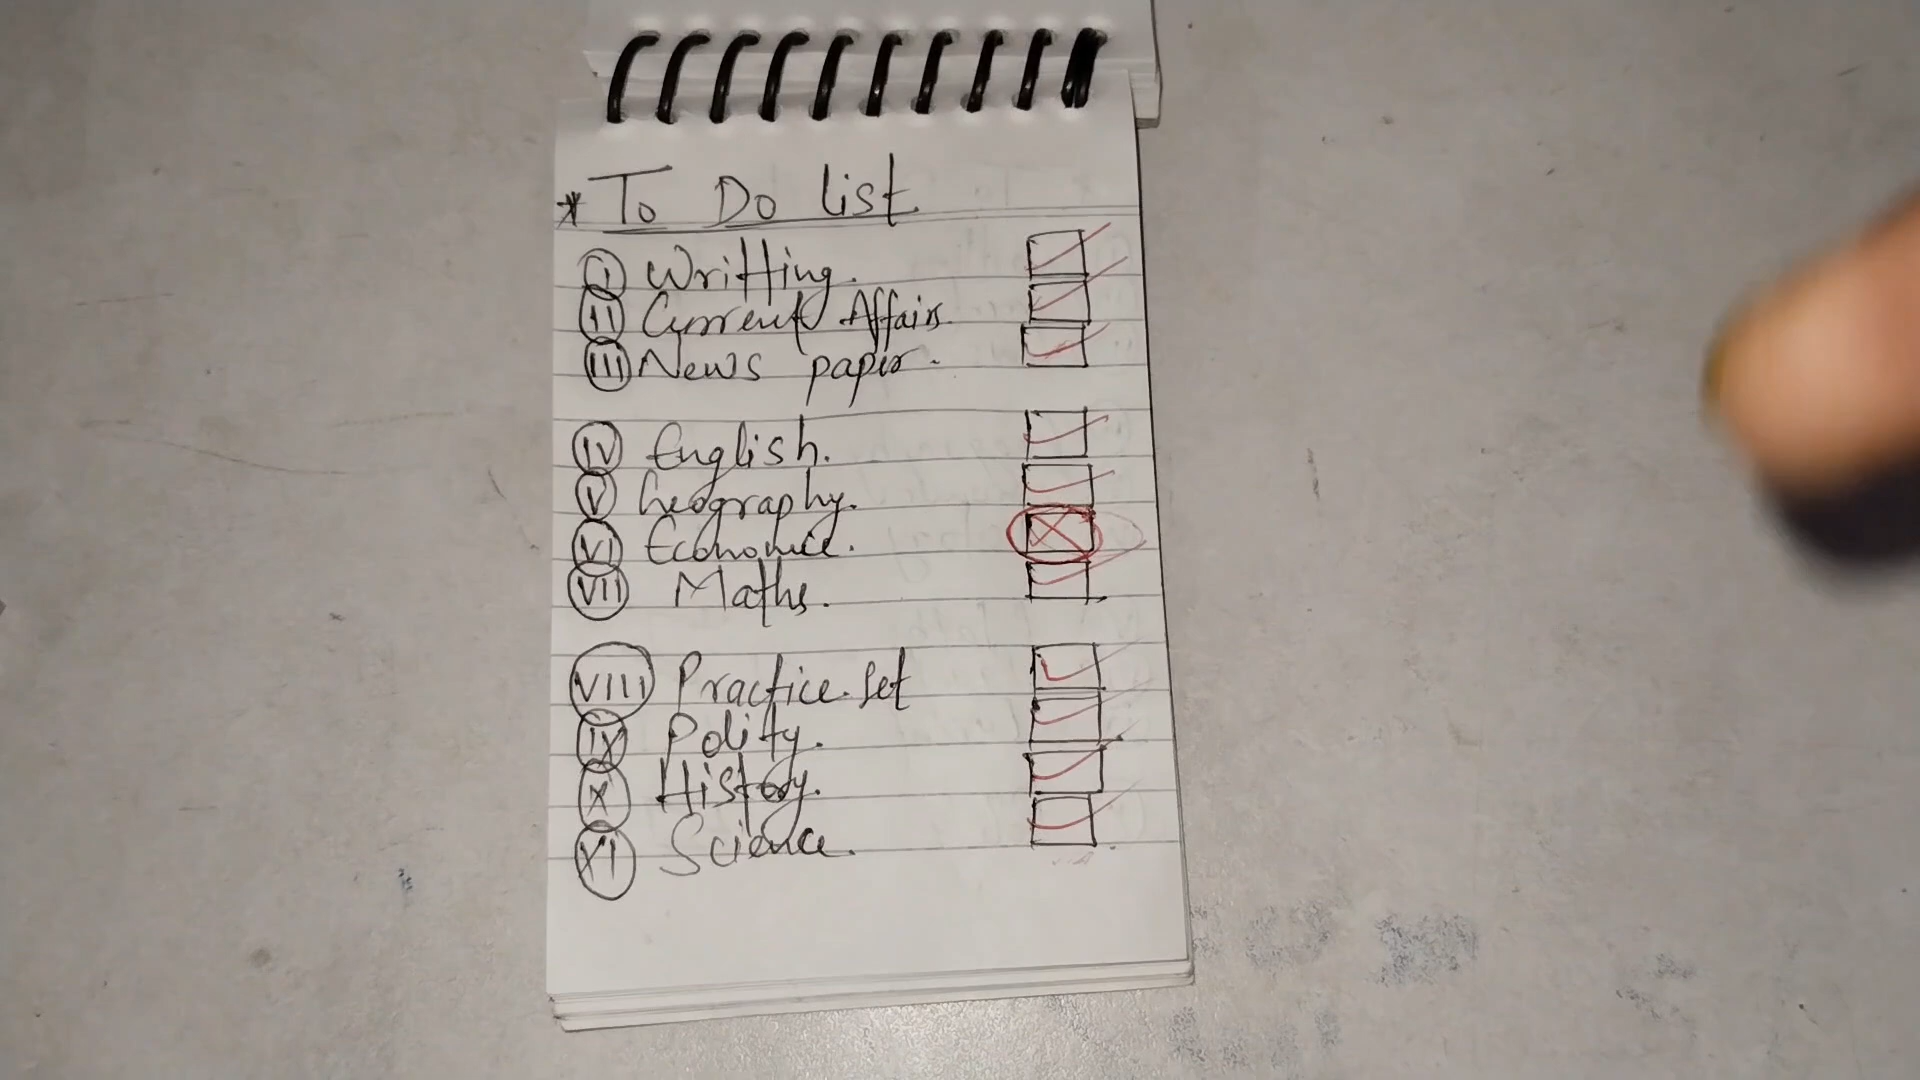 * To Do list
I Writting.
II Current Affairs.
III News paper.
IV English.
V Geography.
VI Economice.
VII Maths.
VIII Practice. Set
IX Polity.
X History.
XI Science.